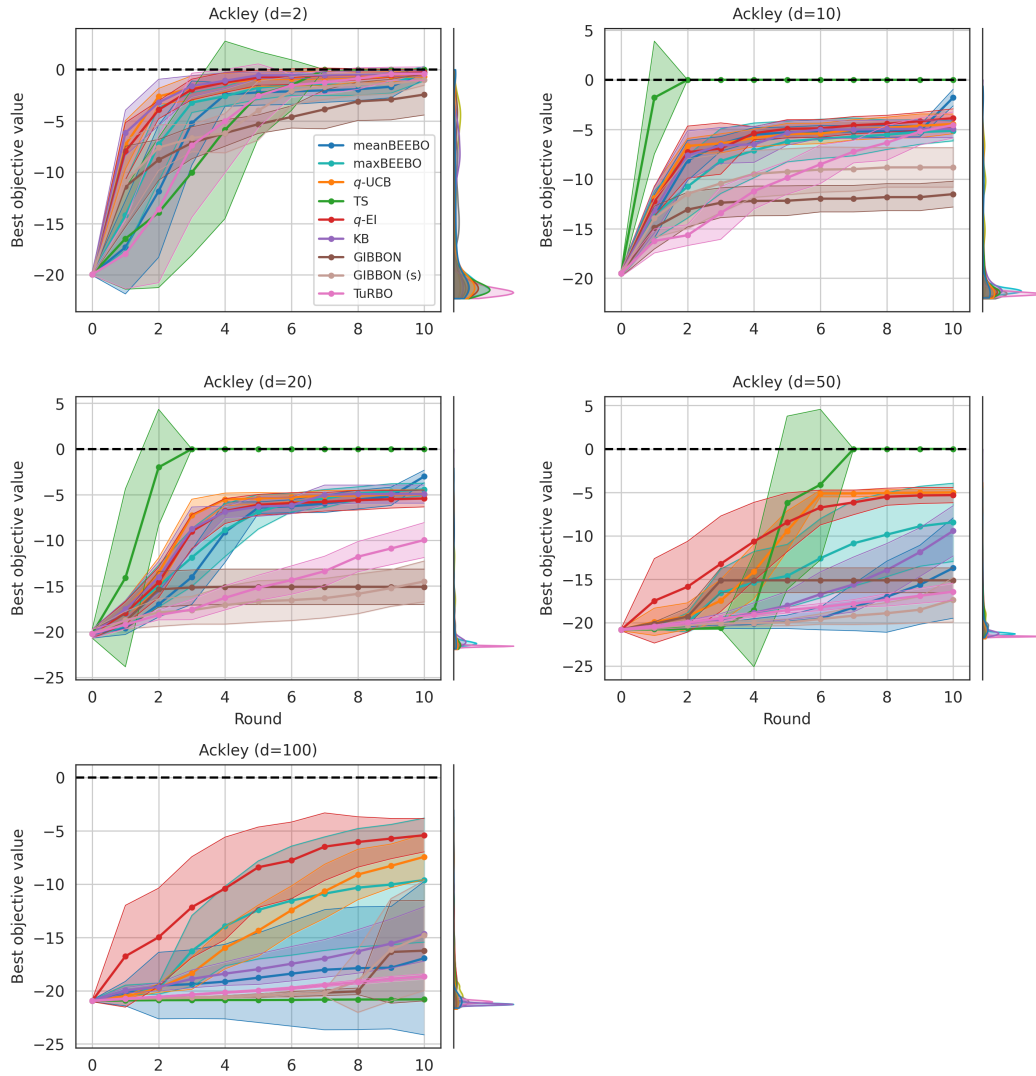 Ackley (d=2)
Best objective value
0
−5
−10
−15
−20
0 2 4 6 8 10
meanBEEBO
maxBEEBO
q-UCB
TS
q-EI
KB
GIBBON
GIBBON (s)
TuRBO
Ackley (d=10)
Best objective value
5
0
−5
−10
−15
−20
0 2 4 6 8 10
Ackley (d=20)
Best objective value
5
0
−5
−10
−15
−20
−25
0 2 4 6 8 10
Round
Ackley (d=50)
Best objective value
5
0
−5
−10
−15
−20
−25
0 2 4 6 8 10
Round
Ackley (d=100)
Best objective value
0
−5
−10
−15
−20
−25
0 2 4 6 8 10